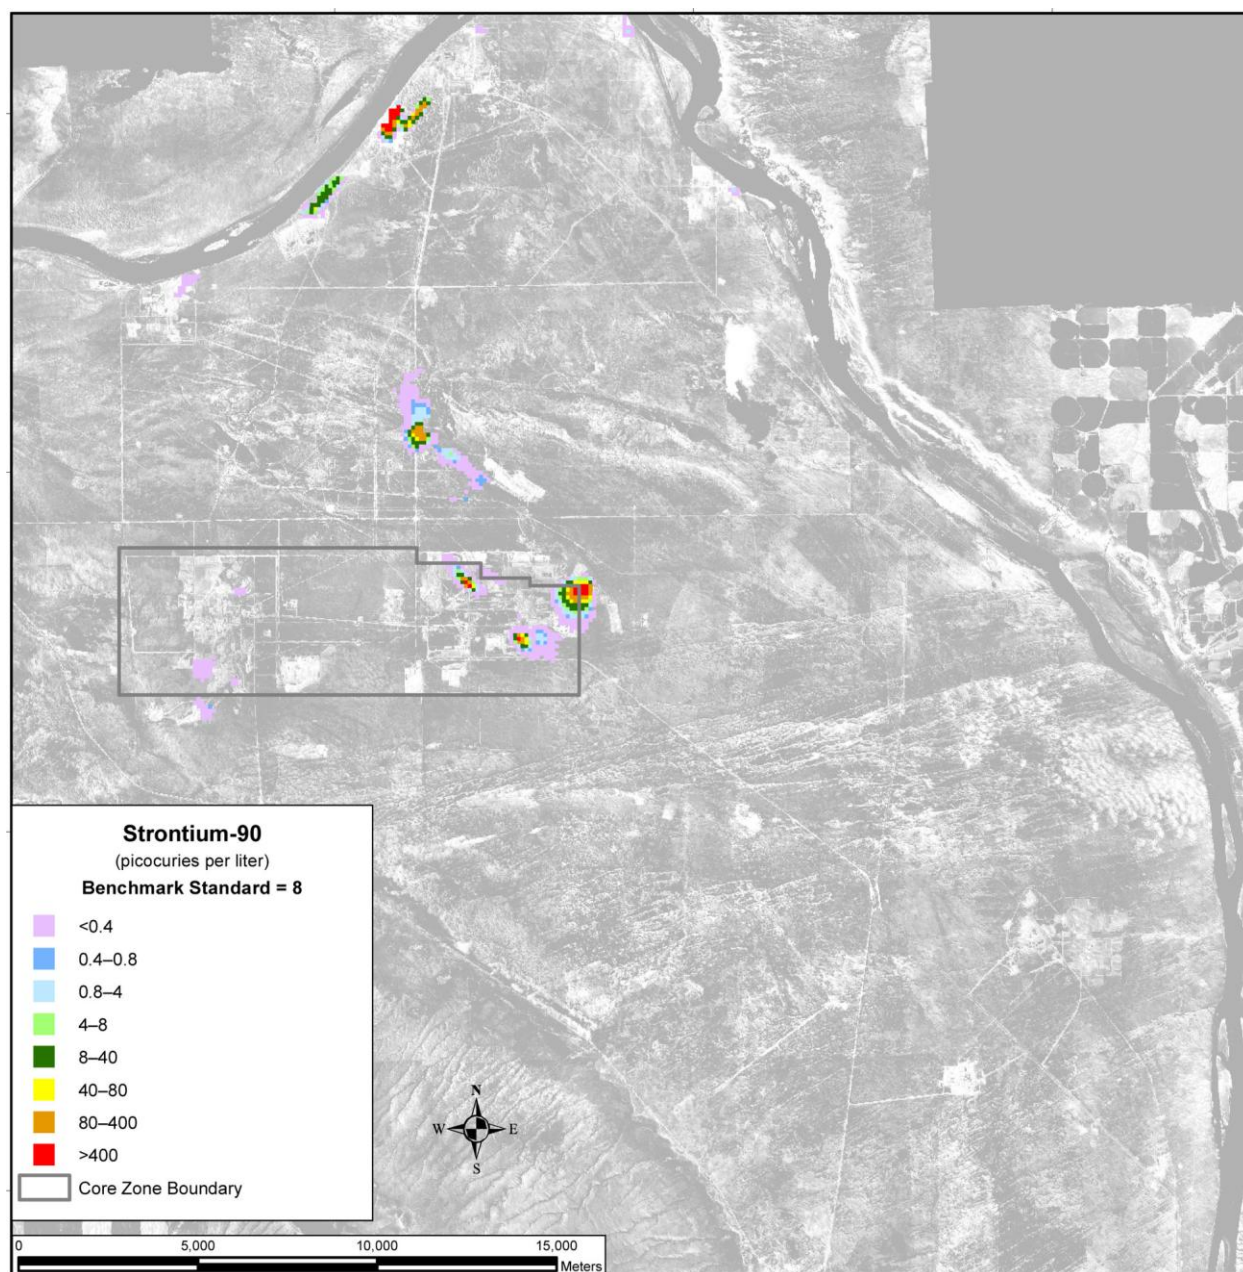 Strontium-90
(picocuries per liter)
Benchmark Standard = 8
<0.4
0.4–0.8
0.8–4
4–8
8–40
40–80
80–400
>400
Core Zone Boundary
N
W E
S
0 5,000 10,000 15,000
Meters